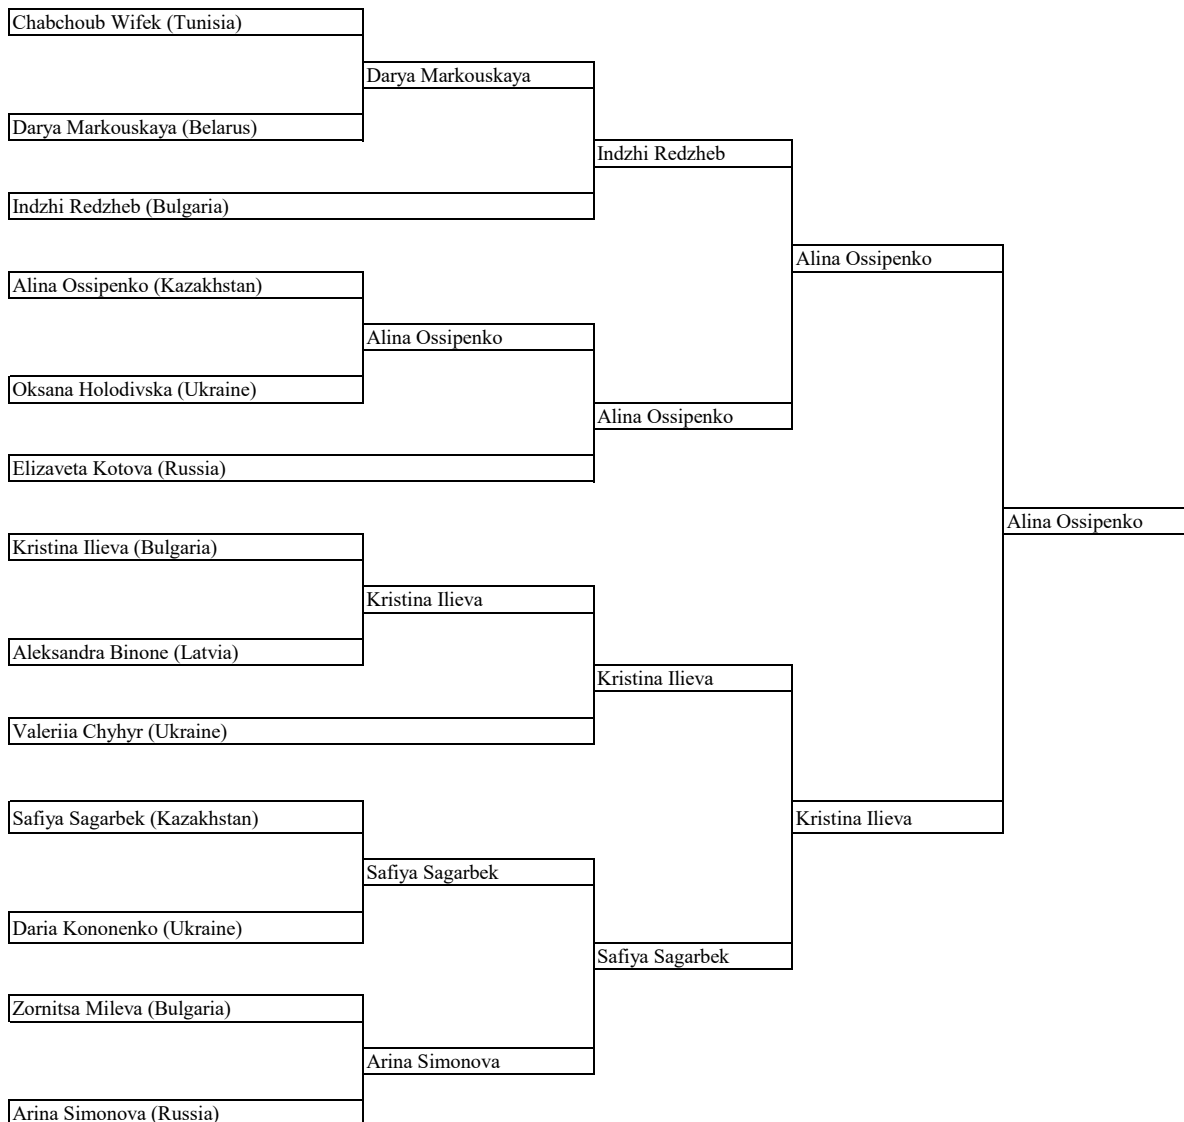 Chabchoub Wifek (Tunisia)
Darya Markouskaya
Darya Markouskaya (Belarus)
Indzhi Redzheb
Indzhi Redzheb (Bulgaria)
Alina Ossipenko
Alina Ossipenko (Kazakhstan)
Alina Ossipenko
Oksana Holodivska (Ukraine)
Alina Ossipenko
Elizaveta Kotova (Russia)
Alina Ossipenko
Kristina Ilieva (Bulgaria)
Kristina Ilieva
Aleksandra Binone (Latvia)
Kristina Ilieva
Valeriia Chyhyr (Ukraine)
Safiya Sagarbek (Kazakhstan)
Kristina Ilieva
Safiya Sagarbek
Daria Kononenko (Ukraine)
Safiya Sagarbek
Zornitsa Mileva (Bulgaria)
Arina Simonova
Arina Simonova (Russia)